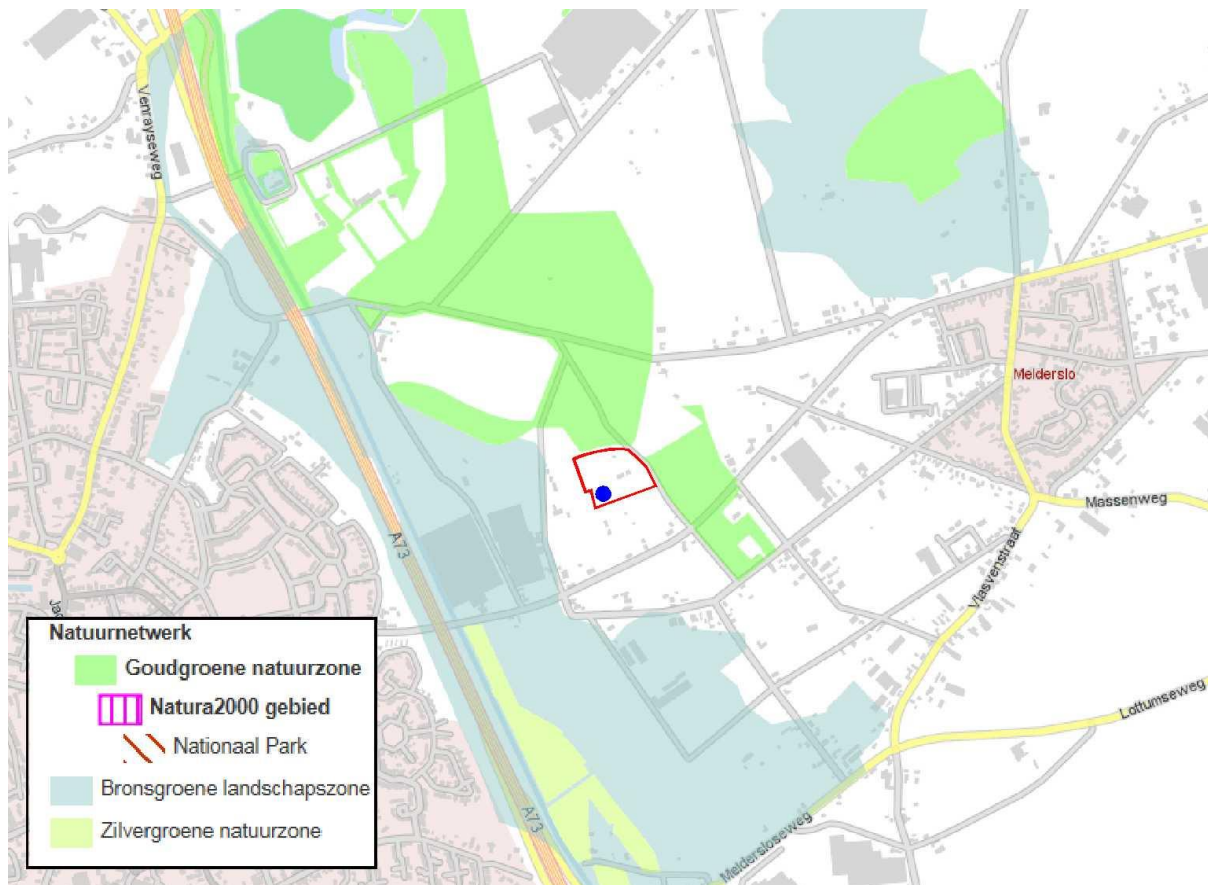 Venrayseweg
Melderslo
Massenweg
A73
Vlasvenstraat
Lottumseweg
Natuurnetwerk
Goudgroene natuurzone
Natura2000 gebied
Nationaal Park
Bronsgroene landschapszone
Zilvergroene natuurzone
A73
Meldersloseweg